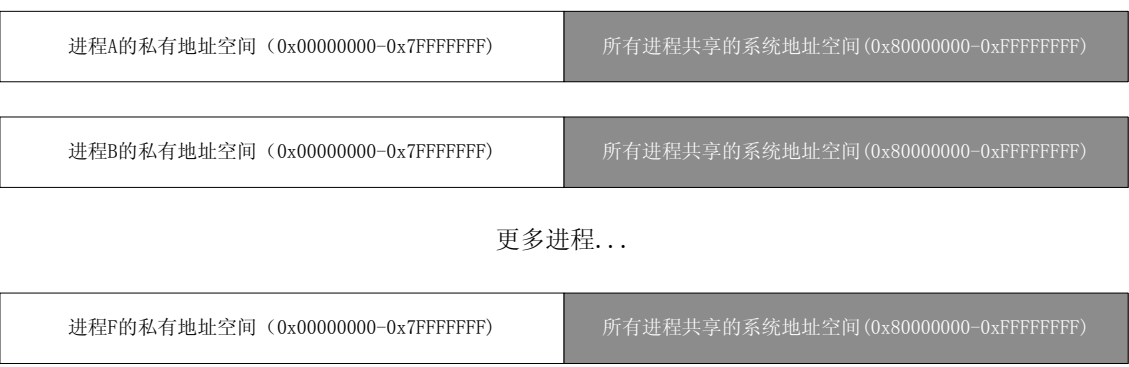 进程A的私有地址空间（0x00000000-0x7FFFFFFF)
所有进程共享的系统地址空间(0x80000000-0xFFFFFFFF)
进程B的私有地址空间（0x00000000-0x7FFFFFFF)
所有进程共享的系统地址空间(0x80000000-0xFFFFFFFF)
更多进程...
进程F的私有地址空间（0x00000000-0x7FFFFFFF)
所有进程共享的系统地址空间(0x80000000-0xFFFFFFFF)